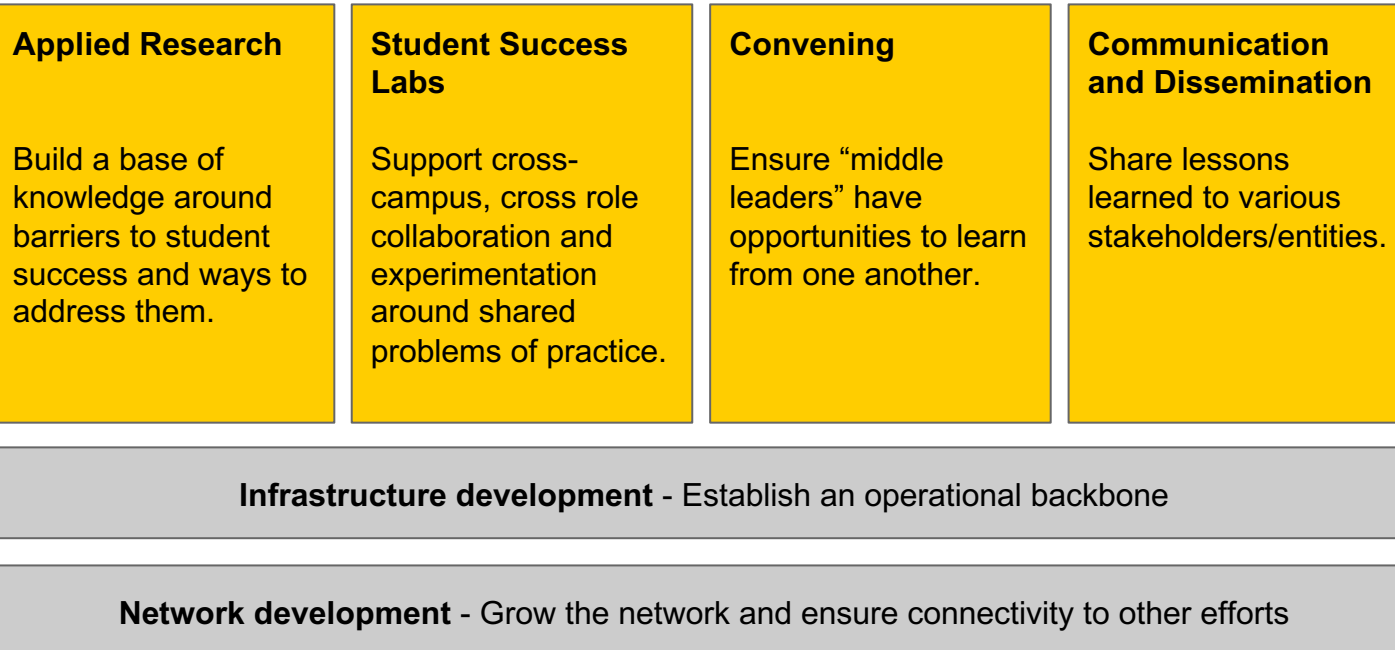 Applied Research
Build a base of
knowledge around
barriers to student
success and ways to
address them.
Student Success
Labs
Support cross-
campus, cross role
collaboration and
experimentation
around shared
problems of practice.
Convening
Ensure “middle
leaders” have
opportunities to learn
from one another.
Communication
and Dissemination
Share lessons
learned to various
stakeholders/entities.
Infrastructure development - Establish an operational backbone
Network development - Grow the network and ensure connectivity to other efforts